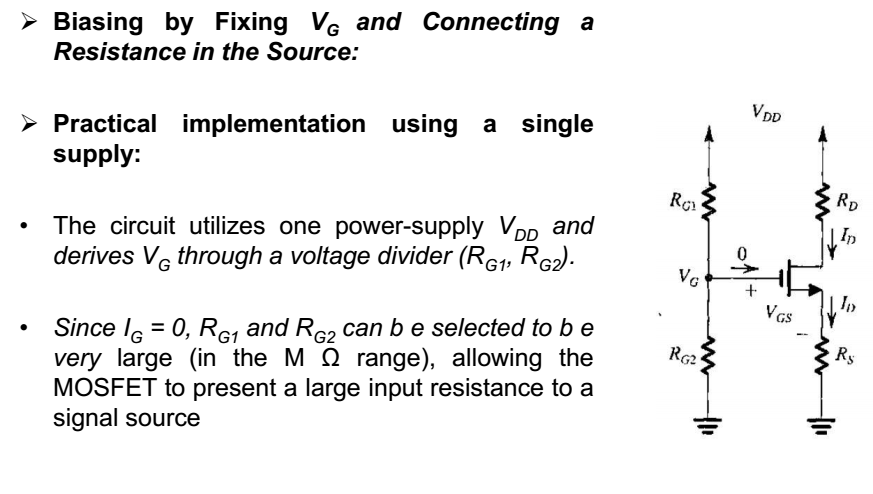 ➢ Biasing by Fixing V_G and Connecting a
Resistance in the Source:
➢ Practical implementation using a single
supply:
• The circuit utilizes one power-supply V_DD and
derives V_G through a voltage divider (R_G1, R_G2).
• Since I_G = 0, R_G1 and R_G2 can b e selected to b e
very large (in the M Ω range), allowing the
MOSFET to present a large input resistance to a
signal source
V_DD
R_G1
R_D
I_D
0
V_G
+
V_GS
−
I_D
R_G2
R_S